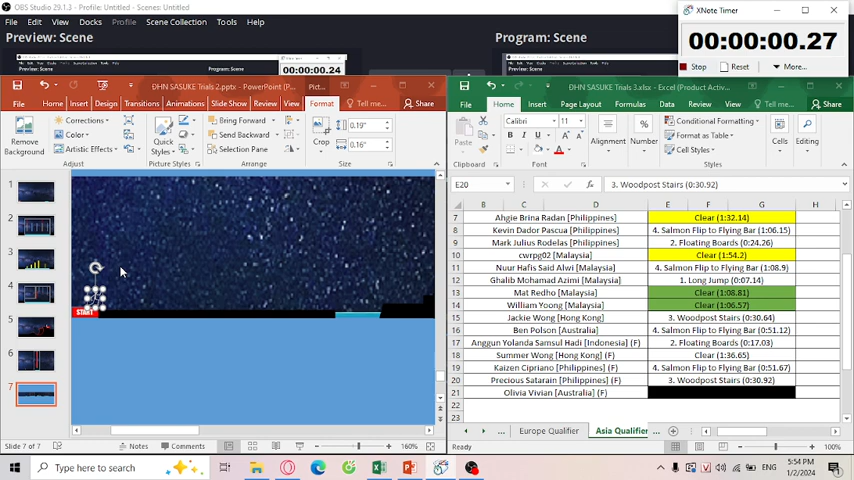 OBS Studio 29.1.3 - Profile: Untitled - Scenes: Untitled
File Edit View Docks Profile Scene Collection Tools Help
Preview: Scene
Program: Scene
XNote Timer
00:00:00.27
Stop Reset More...
ĐHN SASUKE Trials 2.pptx - PowerPoint (P... Pict...
File Home Insert Design Transitions Animations Slide Show Review View Format Tell me... Share
Remove Background
Corrections
Color
Artistic Effects
Adjust
Quick Styles
Picture Styles
Bring Forward
Send Backward
Selection Pane
Arrange
Crop
0.19"
0.16"
Size
1
2
3
4
5
6
7
START
Slide 7 of 7
Notes
Comments
160%
ĐHN SASUKE Trials 3.xlsx - Excel (Product Activ...
File Home Insert Page Layout Formulas Data Review View Tell me Share
Paste
Clipboard
Calibri 11
B I U
Font
Alignment
Number
Conditional Formatting
Format as Table
Cell Styles
Styles
Cells
Editing
E20
3. Woodpost Stairs (0:30.92)
B C D E F G H
7 Ahgie Brina Radan [Philippines] Clear (1:32.14)
8 Kevin Dador Pascua [Philippines] 4. Salmon Flip to Flying Bar (1:06.15)
9 Mark Julius Rodelas [Philippines] 2. Floating Boards (0:24.26)
10 cwrpg02 [Malaysia] Clear (1:54.2)
11 Nuur Hafis Said Alwi [Malaysia] 4. Salmon Flip to Flying Bar (1:08.9)
12 Ghalib Mohamad Azimi [Malaysia] 1. Long Jump (0:07.14)
13 Mat Redho [Malaysia] Clear (1:08.81)
14 William Yoong [Malaysia] Clear (1:06.57)
15 Jackie Wong [Hong Kong] 3. Woodpost Stairs (0:30.64)
16 Ben Polson [Australia] 4. Salmon Flip to Flying Bar (0:51.12)
17 Anggun Yolanda Samsul Hadi [Indonesia] (F) 2. Floating Boards (0:17.03)
18 Summer Wong [Hong Kong] (F) Clear (1:36.65)
19 Kaizen Cipriano [Philippines] (F) 4. Salmon Flip to Flying Bar (0:51.67)
20 Precious Satarain [Philippines] (F) 3. Woodpost Stairs (0:30.92)
21 Olivia Vivian [Australia] (F)
22
... Europe Qualifier Asia Qualifier ...
Ready
100%
Type here to search
ENG
5:54 PM
1/2/2024